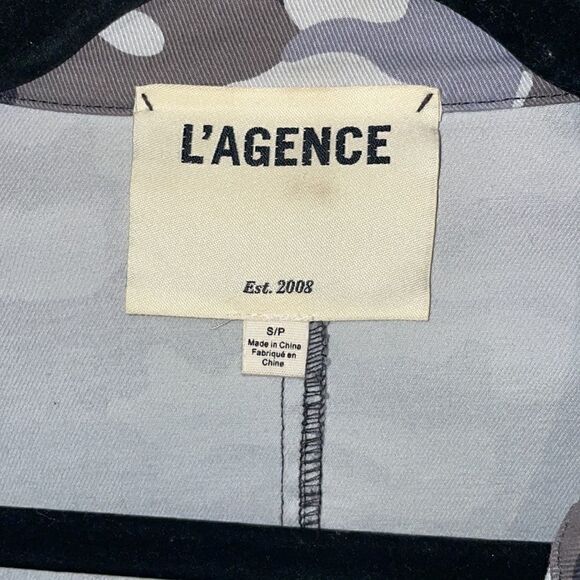 L'AGENCE
Est. 2008
S/P
Made in China
Fabriqué en
Chine